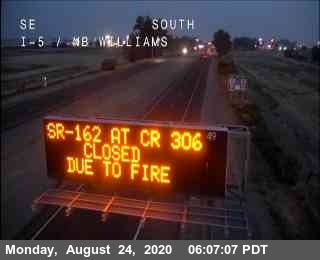 SE SOUTH
I-5 / NB WILLIAMS
SR-162 AT CR 306
CLOSED
DUE TO FIRE
49
Monday, August 24, 2020 06:07:07 PDT